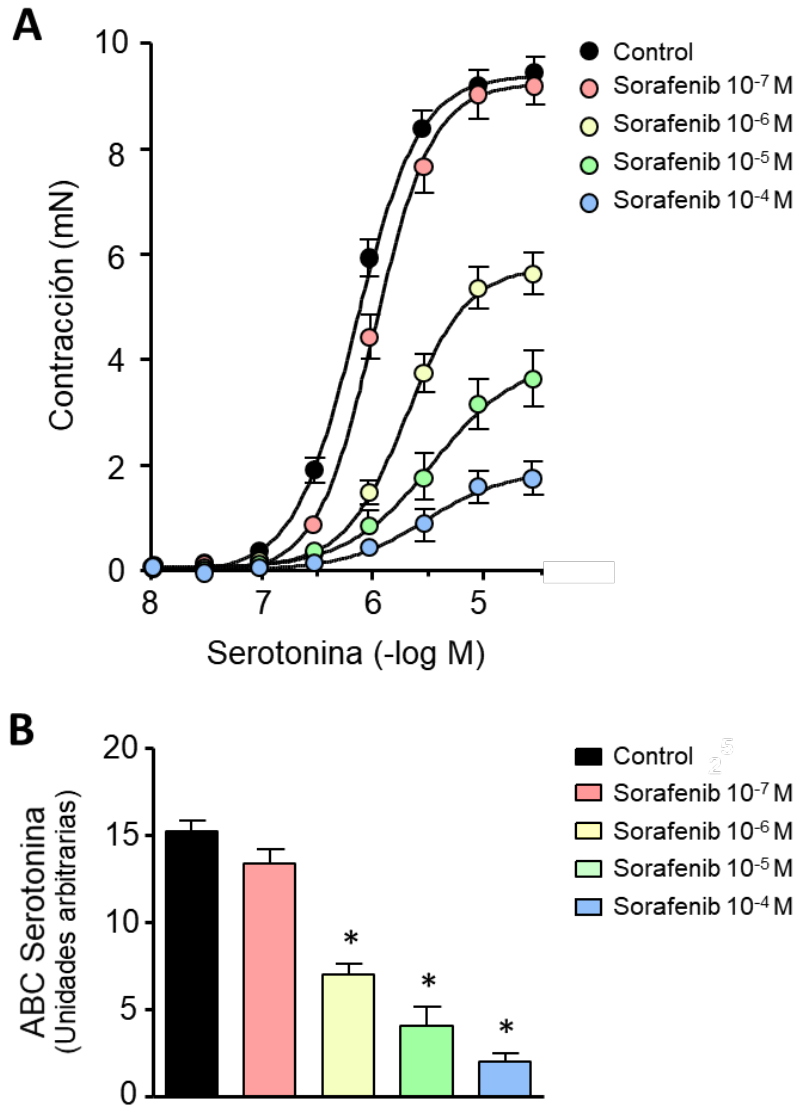 A
10
8
6
4
2
0
Contracción (mN)
8 7 6 5
Serotonina (-log M)
Control
Sorafenib 10⁻⁷ M
Sorafenib 10⁻⁶ M
Sorafenib 10⁻⁵ M
Sorafenib 10⁻⁴ M
B
20
15
10
5
0
ABC Serotonina
(Unidades arbitrarias)
*
*
*
Control
Sorafenib 10⁻⁷ M
Sorafenib 10⁻⁶ M
Sorafenib 10⁻⁵ M
Sorafenib 10⁻⁴ M